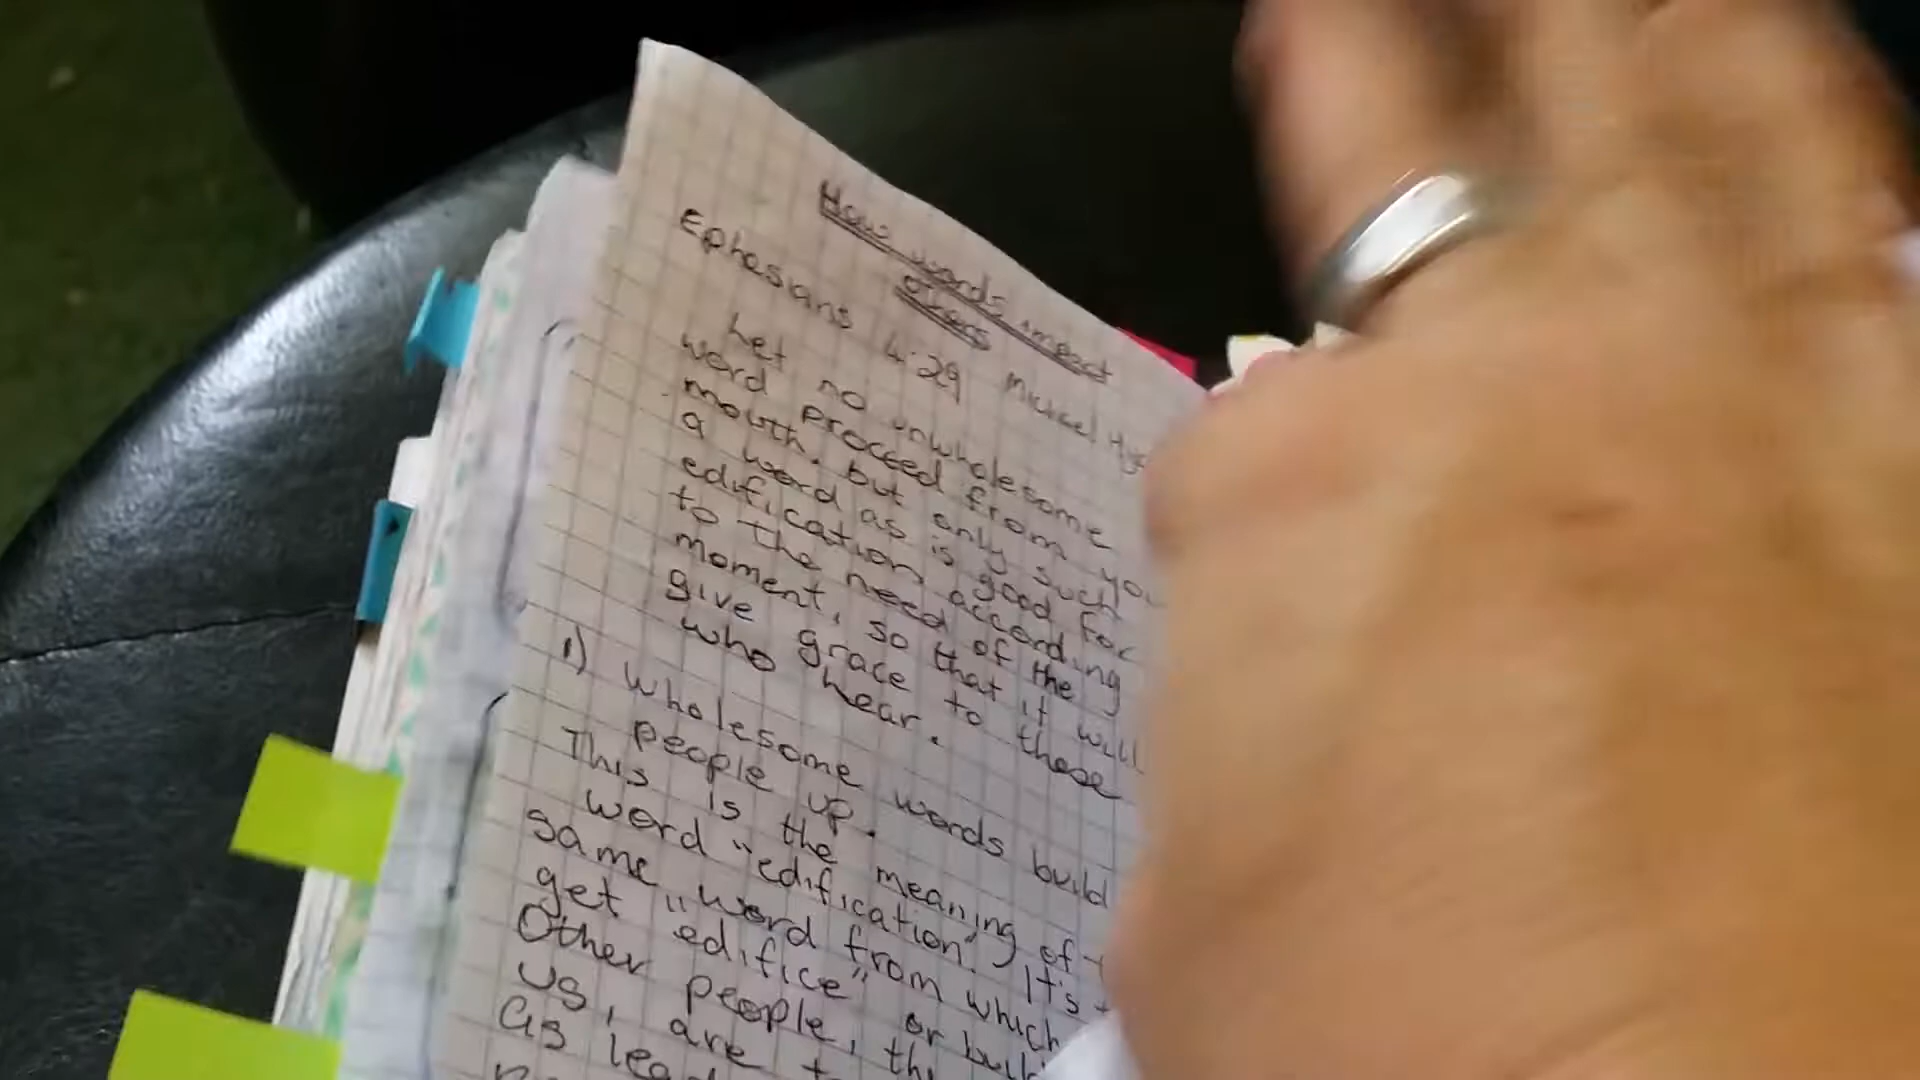 How words impact
others
Ephesians 4:29 Michael
Let no unwholesome
word proceed from
mouth, but only such
a word as is good for
edification according
to the need of the
moment, so that it will
give grace to those
who hear.
1) Wholesome words build
people up.
This is the meaning of
word "edification". It's
same word from which
get "edifice" or
Other people,
us, are
As